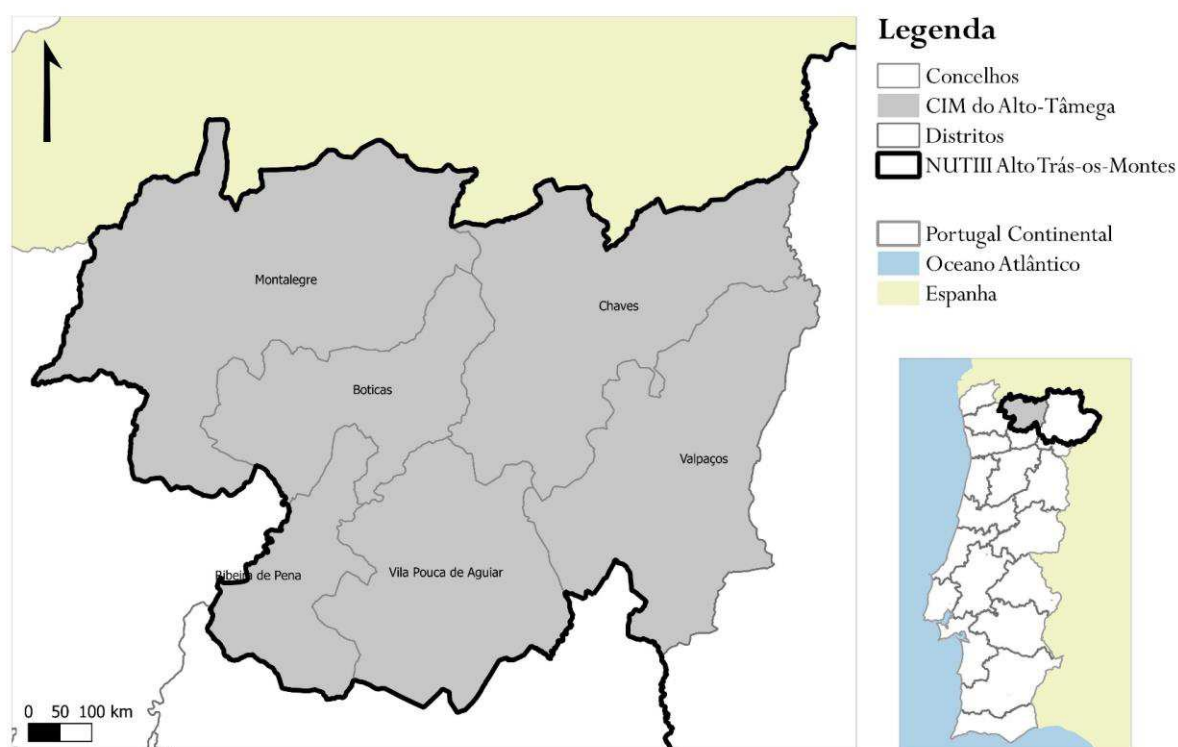 Legenda
Concelhos
CIM do Alto-Tâmega
Distritos
NUTIII Alto Trás-os-Montes
Portugal Continental
Oceano Atlântico
Espanha
Montalegre
Chaves
Boticas
Valpaços
Ribeira de Pena
Vila Pouca de Aguiar
0 50 100 km